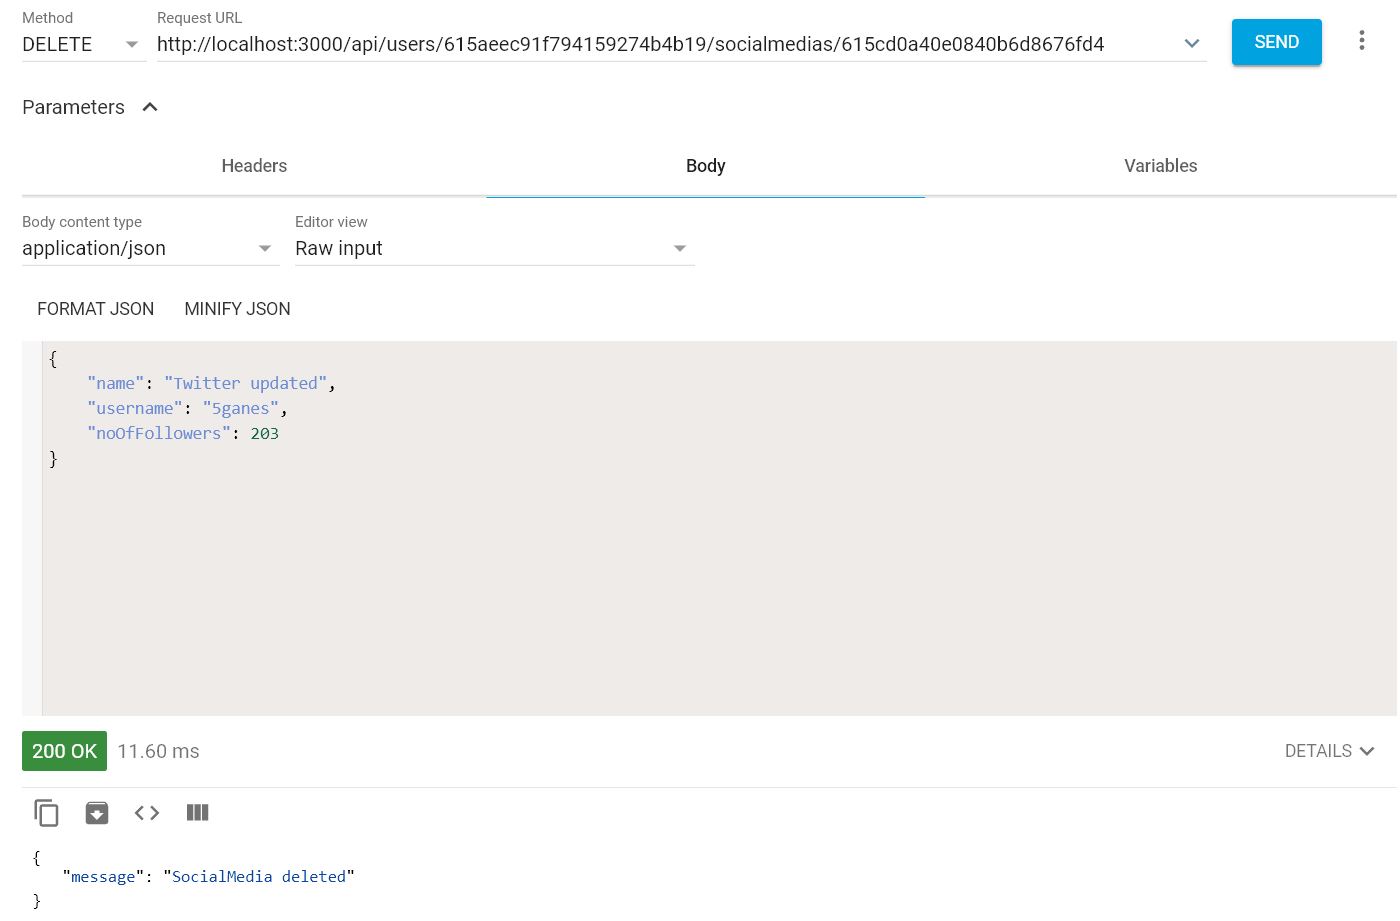 Method Request URL
DELETE http://localhost:3000/api/users/615aeec91f794159274b4b19/socialmedias/615cd0a40e0840b6d8676fd4 SEND
Parameters
Headers Body Variables
Body content type Editor view
application/json Raw input
FORMAT JSON MINIFY JSON
{
"name": "Twitter updated",
"username": "5ganes",
"noOfFollowers": 203
}
200 OK 11.60 ms DETAILS
{
"message": "SocialMedia deleted"
}